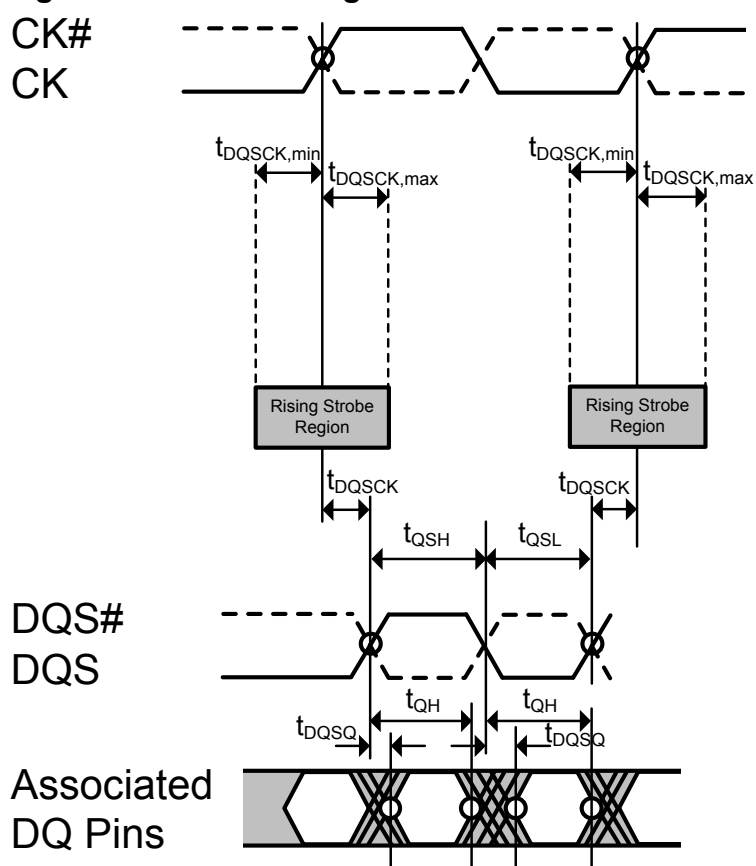 CK#
CK
tDQSCK,min
tDQSCK,max
tDQSCK,min
tDQSCK,max
Rising Strobe
Region
Rising Strobe
Region
tDQSCK
tDQSCK
tQSH
tQSL
DQS#
DQS
tQH
tQH
tDQSQ
tDQSQ
Associated
DQ Pins